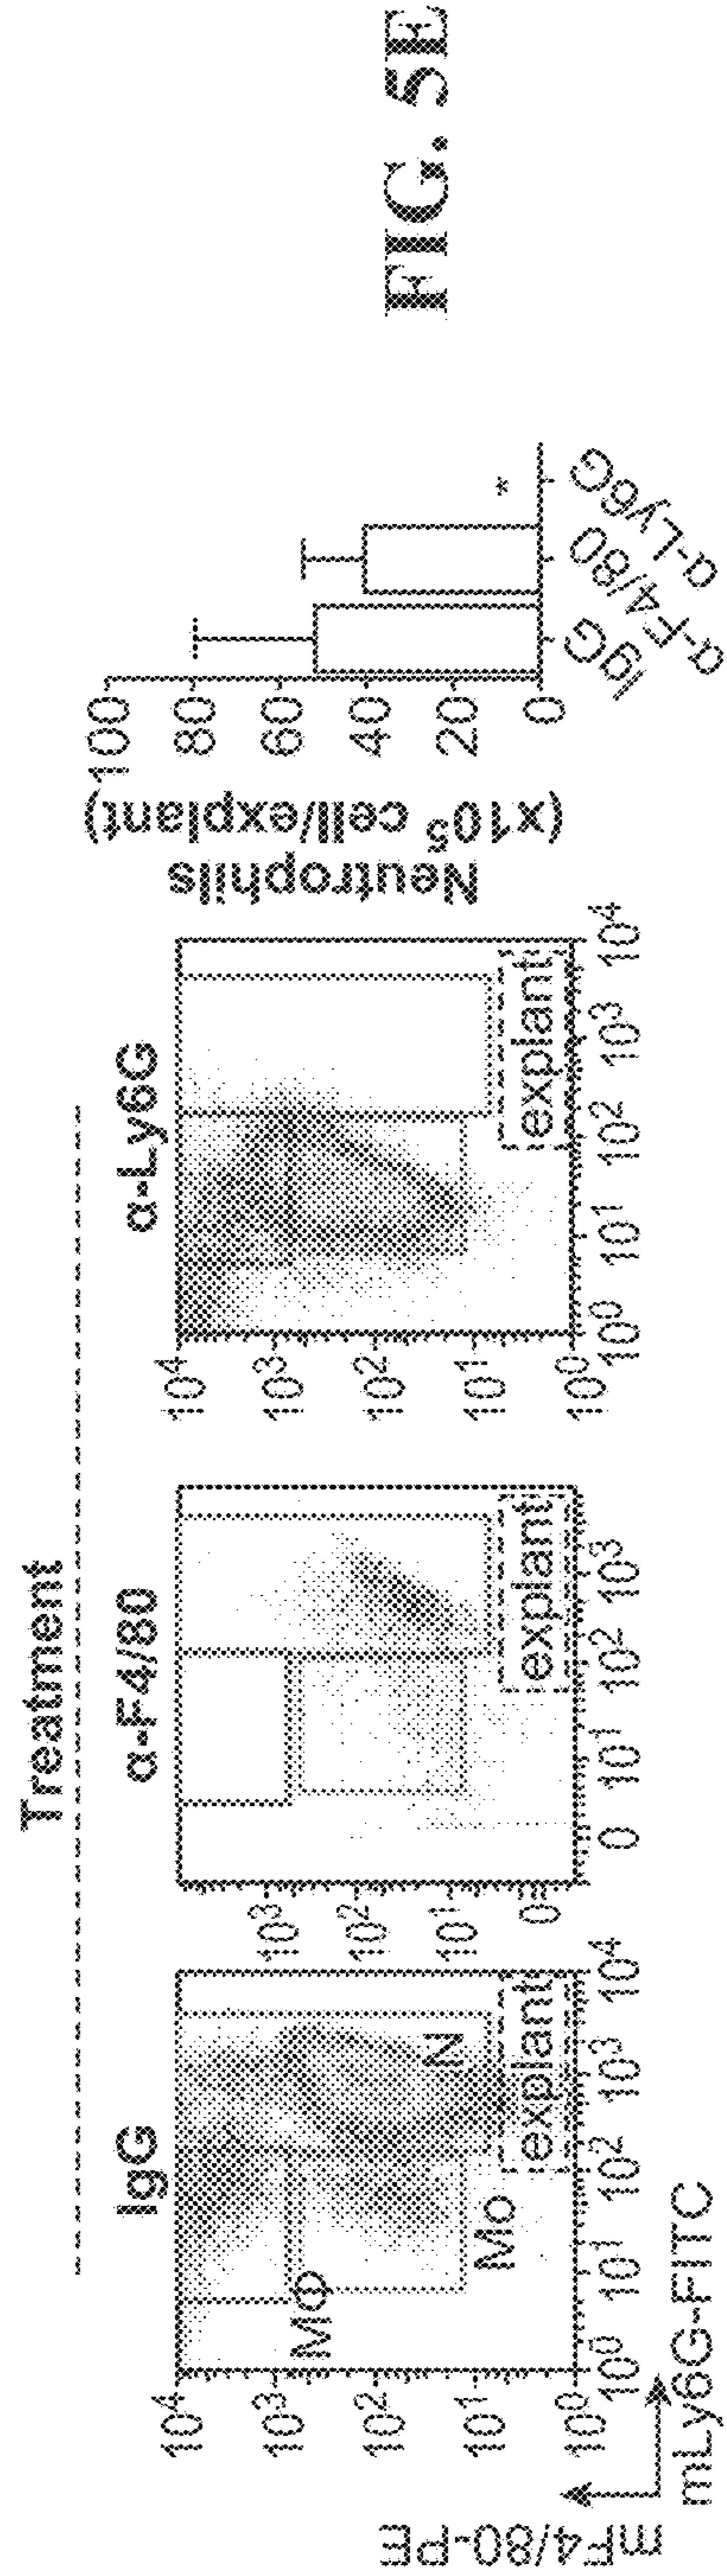 Treatment
IgG
α-F4/80
α-Ly6G
mF4/80-PE
10⁴
10³
10²
10¹
10⁰
MΦ
Mo
N
explant
10⁰ 10¹ 10² 10³ 10⁴
mLy6G-FITC
10³
10²
10¹
0
explant
0 10¹ 10² 10³
10⁴
10³
10²
10¹
10⁰
explant
10⁰ 10¹ 10² 10³ 10⁴
Neutrophils
(x10⁵ cell/explant)
100
80
60
40
20
0
*
IgG
α-F4/80
α-Ly6G
FIG. 5E